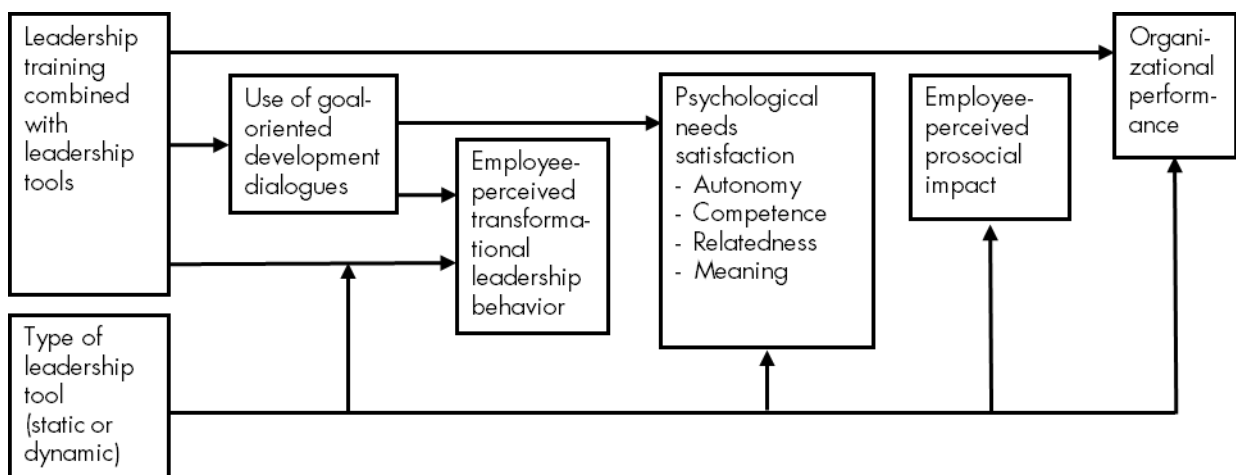 Leadership
training
combined
with
leadership
tools
Use of goal-
oriented
development
dialogues
Employee-
perceived
transforma-
tional
leadership
behavior
Psychological
needs
satisfaction
- Autonomy
- Competence
- Relatedness
- Meaning
Employee-
perceived
prosocial
impact
Organi-
zational
perform-
ance
Type of
leadership
tool
(static or
dynamic)